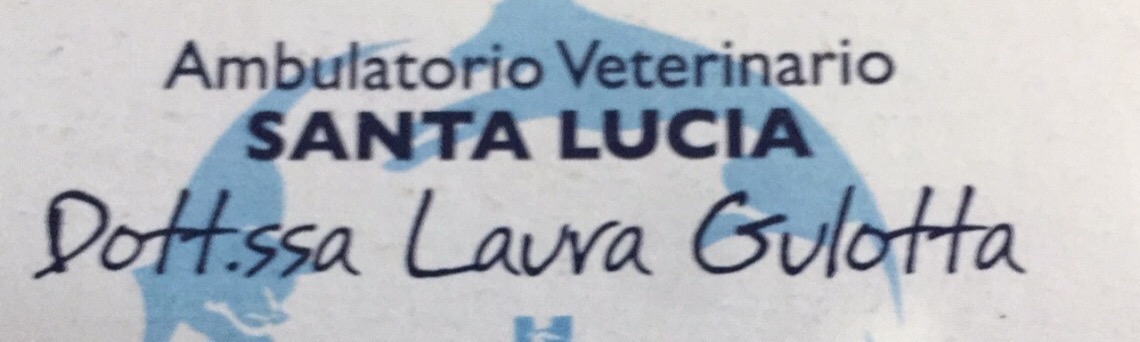 Ambulatorio Veterinario
SANTA LUCIA
Dott.ssa Laura Gulotta